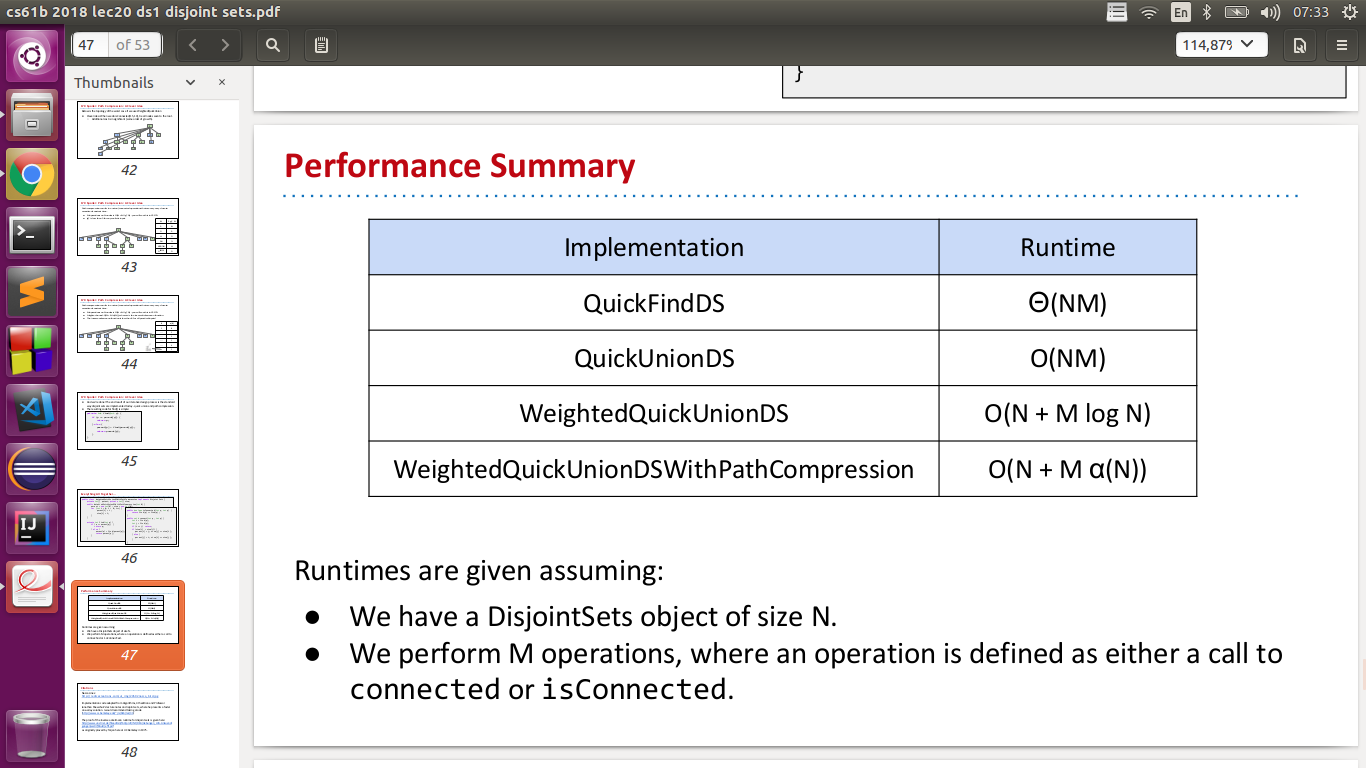 cs61b 2018 lec20 ds1 disjoint sets.pdf
En
07:33
47 of 53
114,87%
Thumbnails
}
42
43
44
45
46
47
48
Performance Summary
Implementation Runtime
QuickFindDS Θ(NM)
QuickUnionDS O(NM)
WeightedQuickUnionDS O(N + M log N)
WeightedQuickUnionDSWithPathCompression O(N + M α(N))
Runtimes are given assuming:
● We have a DisjointSets object of size N.
● We perform M operations, where an operation is defined as either a call to
connected or isConnected.